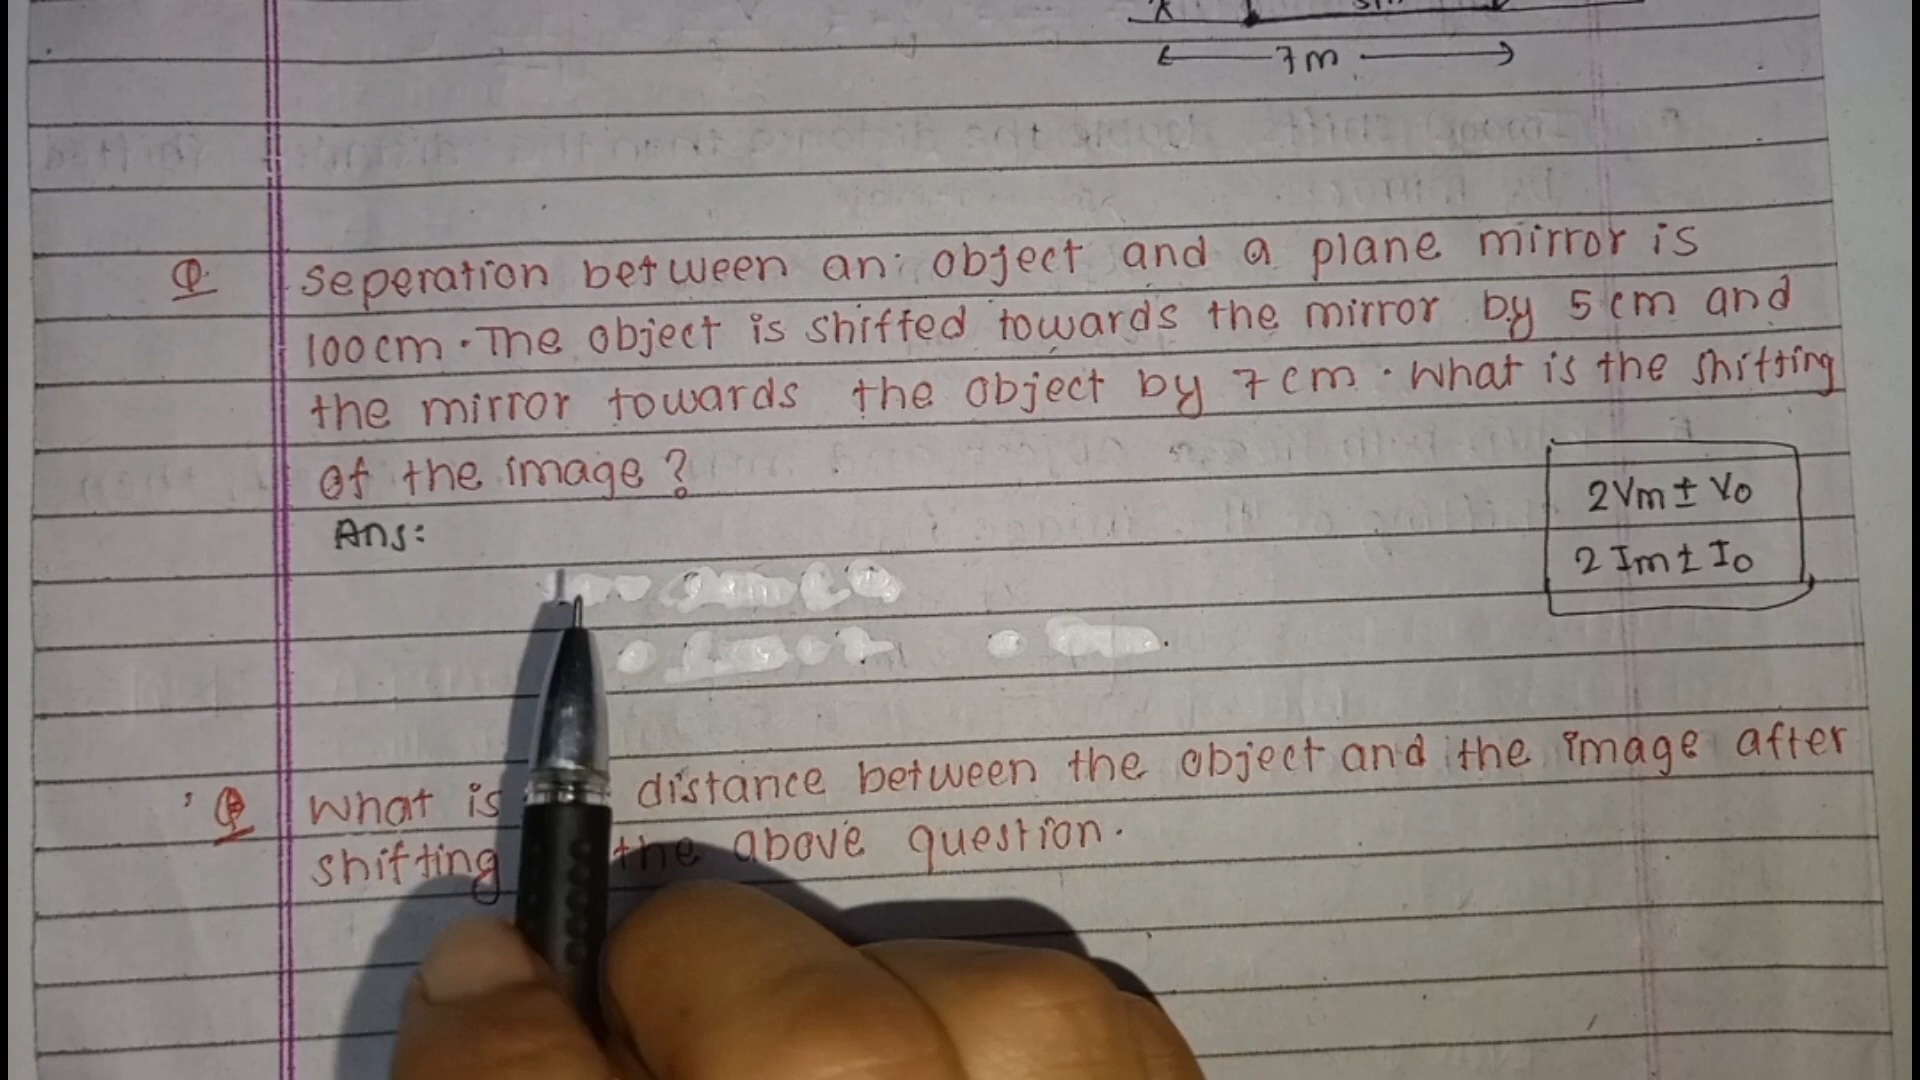 7m
Q Seperation between an object and a plane mirror is
100cm. The object is shifted towards the mirror by 5cm and
the mirror towards the object by 7cm. What is the shifting
of the image?
2Vm ± Vo
Ans:
2Im ± Io
Q What is distance between the object and the image after
shifting the above question.